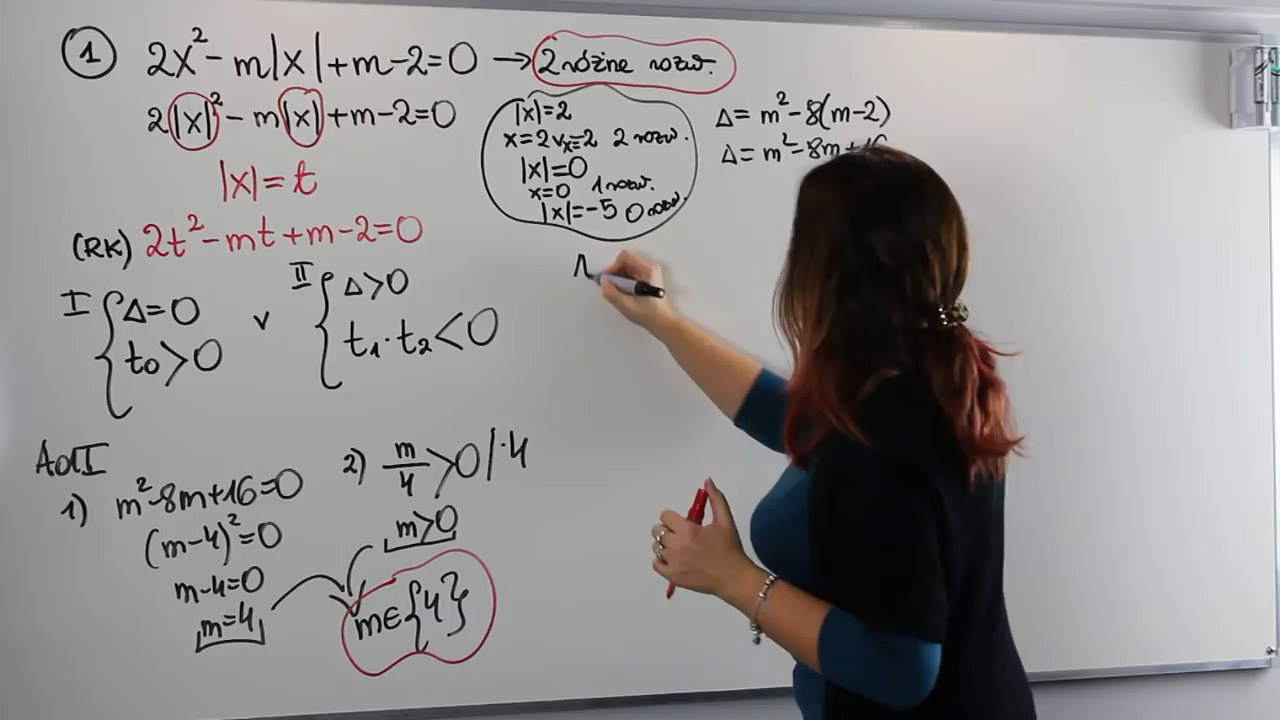 1 2x²-m|x|+m-2=0 → 2 różne rozw.
2|x|²-m|x|+m-2=0
|x|=t
(RK) 2t²-mt+m-2=0
I { Δ=0
t₀>0
v
II { Δ>0
t₁·t₂<0
|x|=2
x=2 v x=2 2 rozw.
|x|=0
x=0 1 rozw.
|x|=-5 0 rozw.
Δ=m²-8(m-2)
Δ=m²-8m+16
Ad I
1) m²-8m+16=0
(m-4)²=0
m-4=0
m=4
2) m/4>0 |·4
m>0
m∈{4}